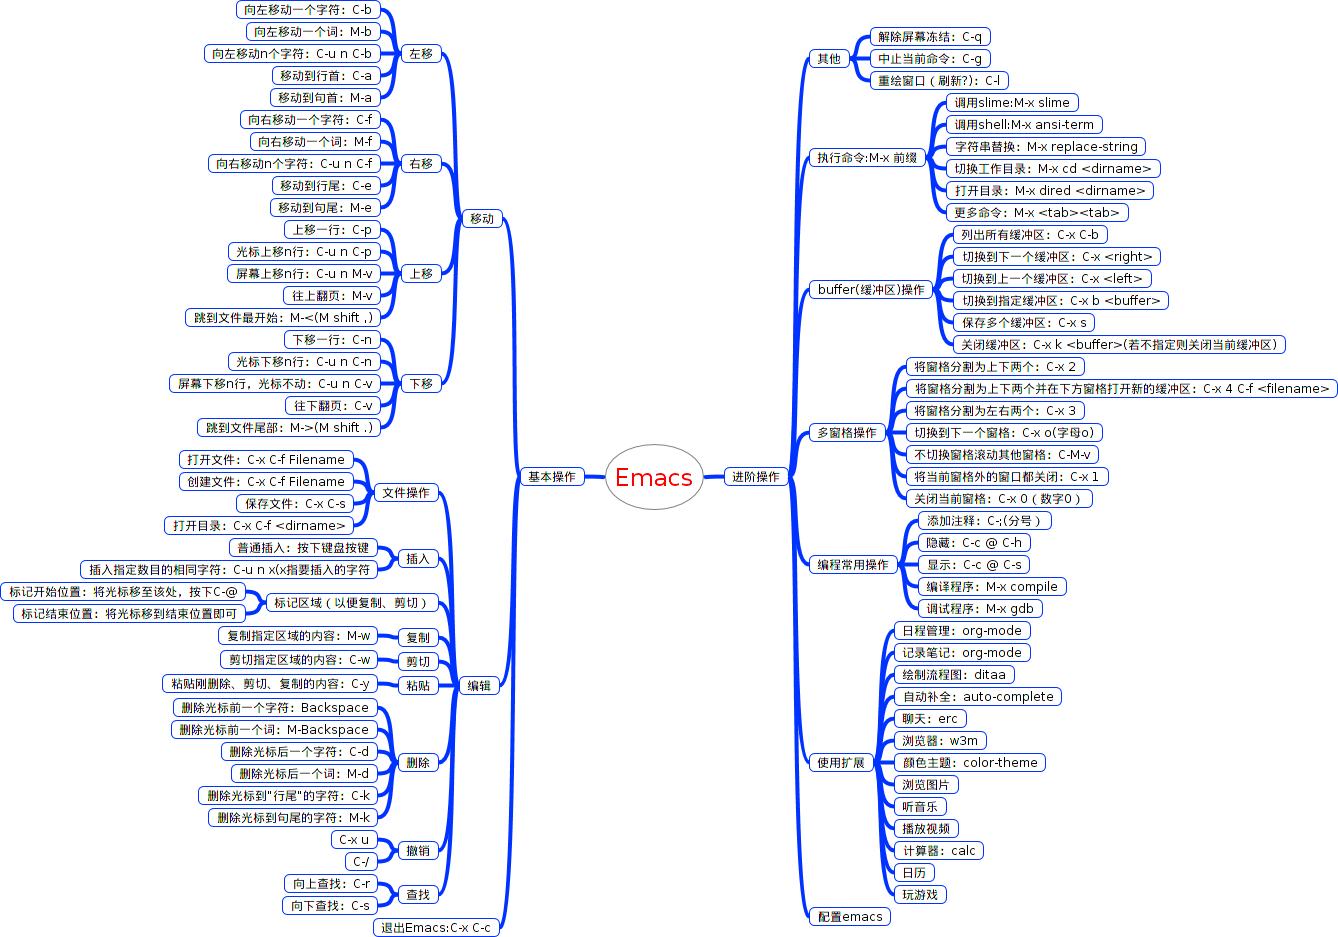 Emacs
基本操作
移动
左移
向左移动一个字符: C-b
向左移动一个词: M-b
向左移动n个字符: C-u n C-b
移动到行首: C-a
移动到句首: M-a
右移
向右移动一个字符: C-f
向右移动一个词: M-f
向右移动n个字符: C-u n C-f
移动到行尾: C-e
移动到句尾: M-e
上移
上移一行: C-p
光标上移n行: C-u n C-p
屏幕上移n行: C-u n M-v
往上翻页: M-v
跳到文件最开始: M-<(M shift ,)
下移
下移一行: C-n
光标下移n行: C-u n C-n
屏幕下移n行，光标不动: C-u n C-v
往下翻页: C-v
跳到文件尾部: M->(M shift .)
编辑
文件操作
打开文件: C-x C-f Filename
创建文件: C-x C-f Filename
保存文件: C-x C-s
打开目录: C-x C-f <dirname>
插入
普通插入: 按下键盘按键
插入指定数目的相同字符: C-u n x(x指要插入的字符
标记区域（以便复制、剪切）
标记开始位置: 将光标移至该处，按下C-@
标记结束位置: 将光标移到结束位置即可
复制
复制指定区域的内容: M-w
剪切
剪切指定区域的内容: C-w
粘贴
粘贴刚删除、剪切、复制的内容: C-y
删除
删除光标前一个字符: Backspace
删除光标前一个词: M-Backspace
删除光标后一个字符: C-d
删除光标后一个词: M-d
删除光标到"行尾"的字符: C-k
删除光标到句尾的字符: M-k
撤销
C-x u
C-/
查找
向上查找: C-r
向下查找: C-s
退出Emacs:C-x C-c
进阶操作
其他
解除屏幕冻结: C-q
中止当前命令: C-g
重绘窗口（刷新?）: C-l
执行命令:M-x 前缀
调用slime:M-x slime
调用shell:M-x ansi-term
字符串替换: M-x replace-string
切换工作目录: M-x cd <dirname>
打开目录: M-x dired <dirname>
更多命令: M-x <tab><tab>
buffer(缓冲区)操作
列出所有缓冲区: C-x C-b
切换到下一个缓冲区: C-x <right>
切换到上一个缓冲区: C-x <left>
切换到指定缓冲区: C-x b <buffer>
保存多个缓冲区: C-x s
关闭缓冲区: C-x k <buffer>(若不指定则关闭当前缓冲区)
多窗格操作
将窗格分割为上下两个: C-x 2
将窗格分割为上下两个并在下方窗格打开新的缓冲区: C-x 4 C-f <filename>
将窗格分割为左右两个: C-x 3
切换到下一个窗格: C-x o(字母o)
不切换窗格滚动其他窗格: C-M-v
将当前窗格外的窗口都关闭: C-x 1
关闭当前窗格: C-x 0（数字0）
编程常用操作
添加注释: C-;(分号）
隐藏: C-c @ C-h
显示: C-c @ C-s
编译程序: M-x compile
调试程序: M-x gdb
使用扩展
日程管理: org-mode
记录笔记: org-mode
绘制流程图: ditaa
自动补全: auto-complete
聊天: erc
浏览器: w3m
颜色主题: color-theme
浏览图片
听音乐
播放视频
计算器: calc
日历
玩游戏
配置emacs